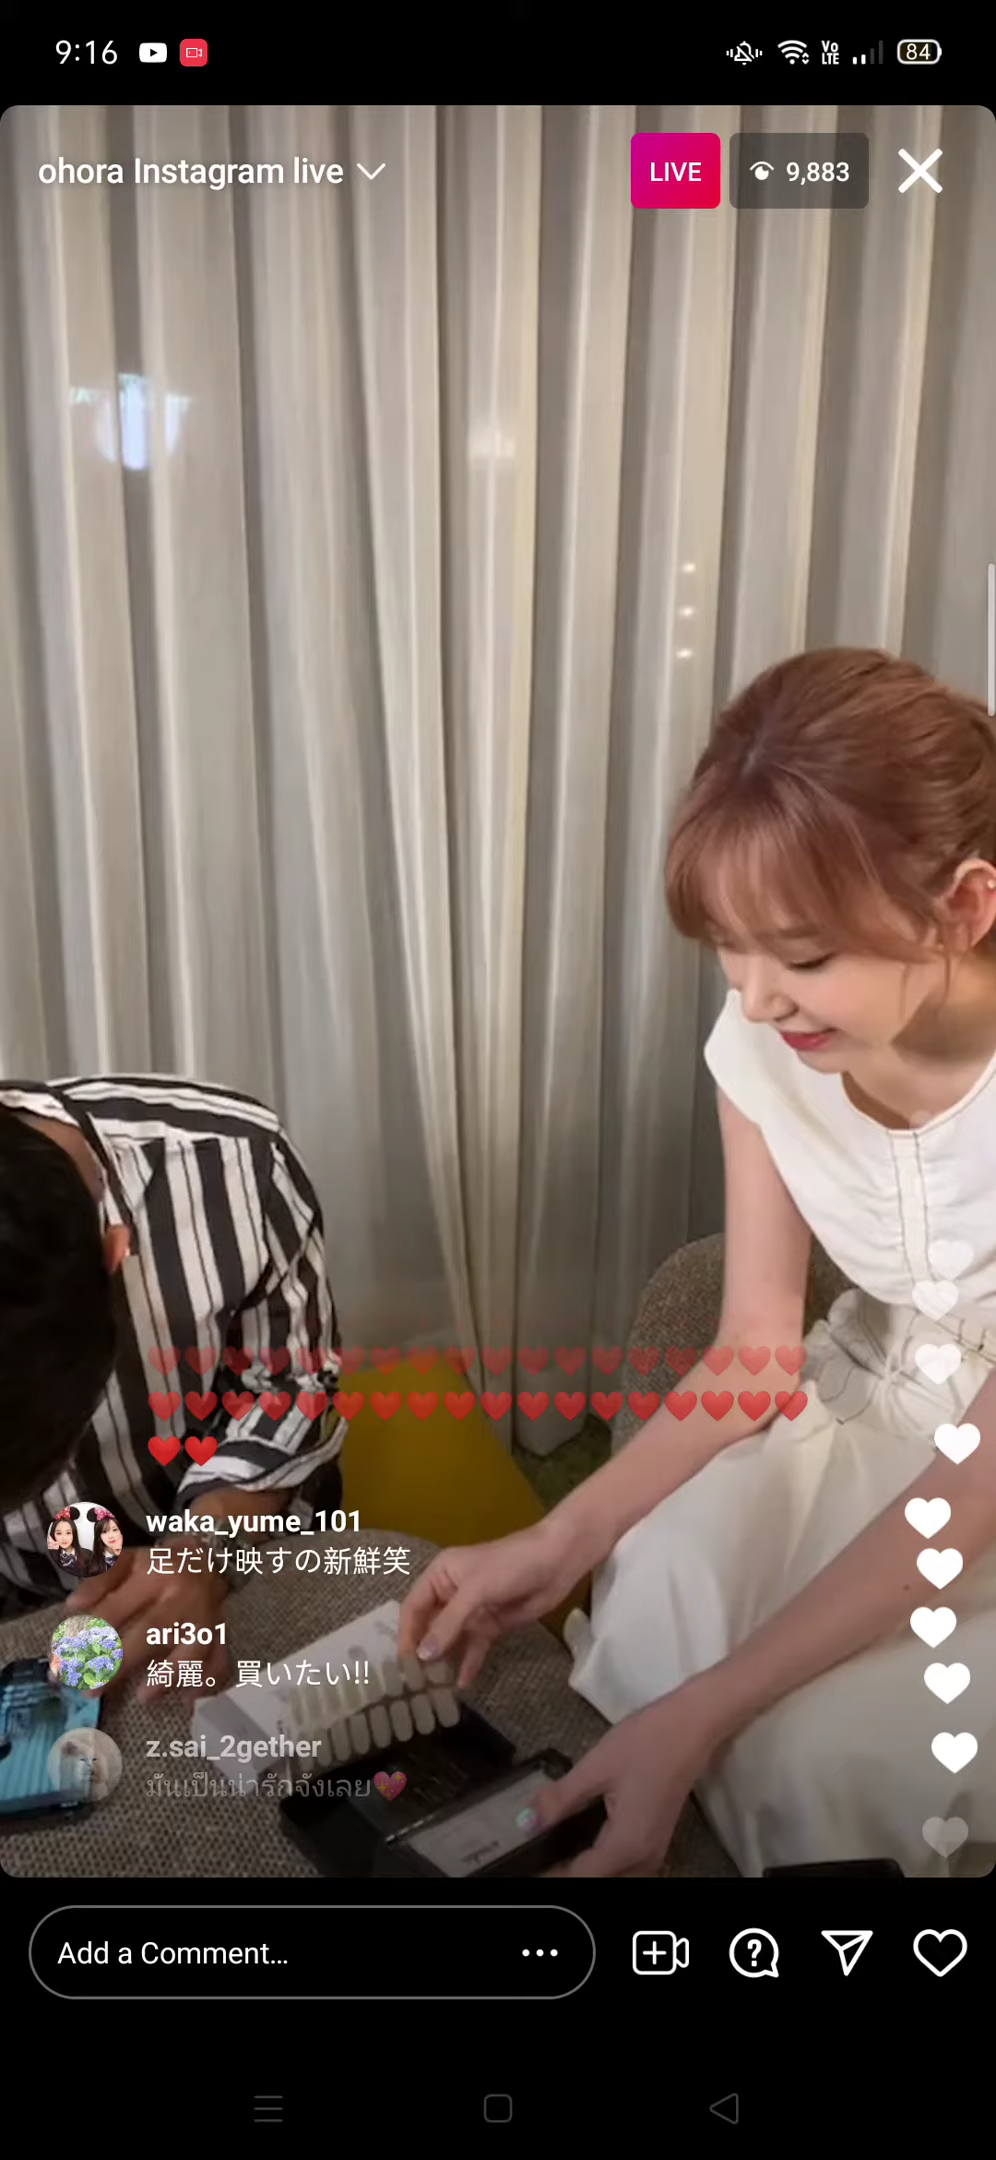 9:16
Vo
LTE
84
ohora Instagram live
LIVE
9,883
❤️❤️❤️❤️❤️❤️❤️❤️❤️❤️❤️❤️❤️❤️❤️❤️❤️❤️
❤️❤️❤️❤️❤️❤️❤️❤️❤️❤️❤️❤️❤️❤️❤️❤️❤️❤️
❤️❤️
waka_yume_101
足だけ映すの新鮮笑
ari3o1
綺麗。買いたい!!
z.sai_2gether
มันเป็นน่ารักจังเลย💖
Add a Comment...